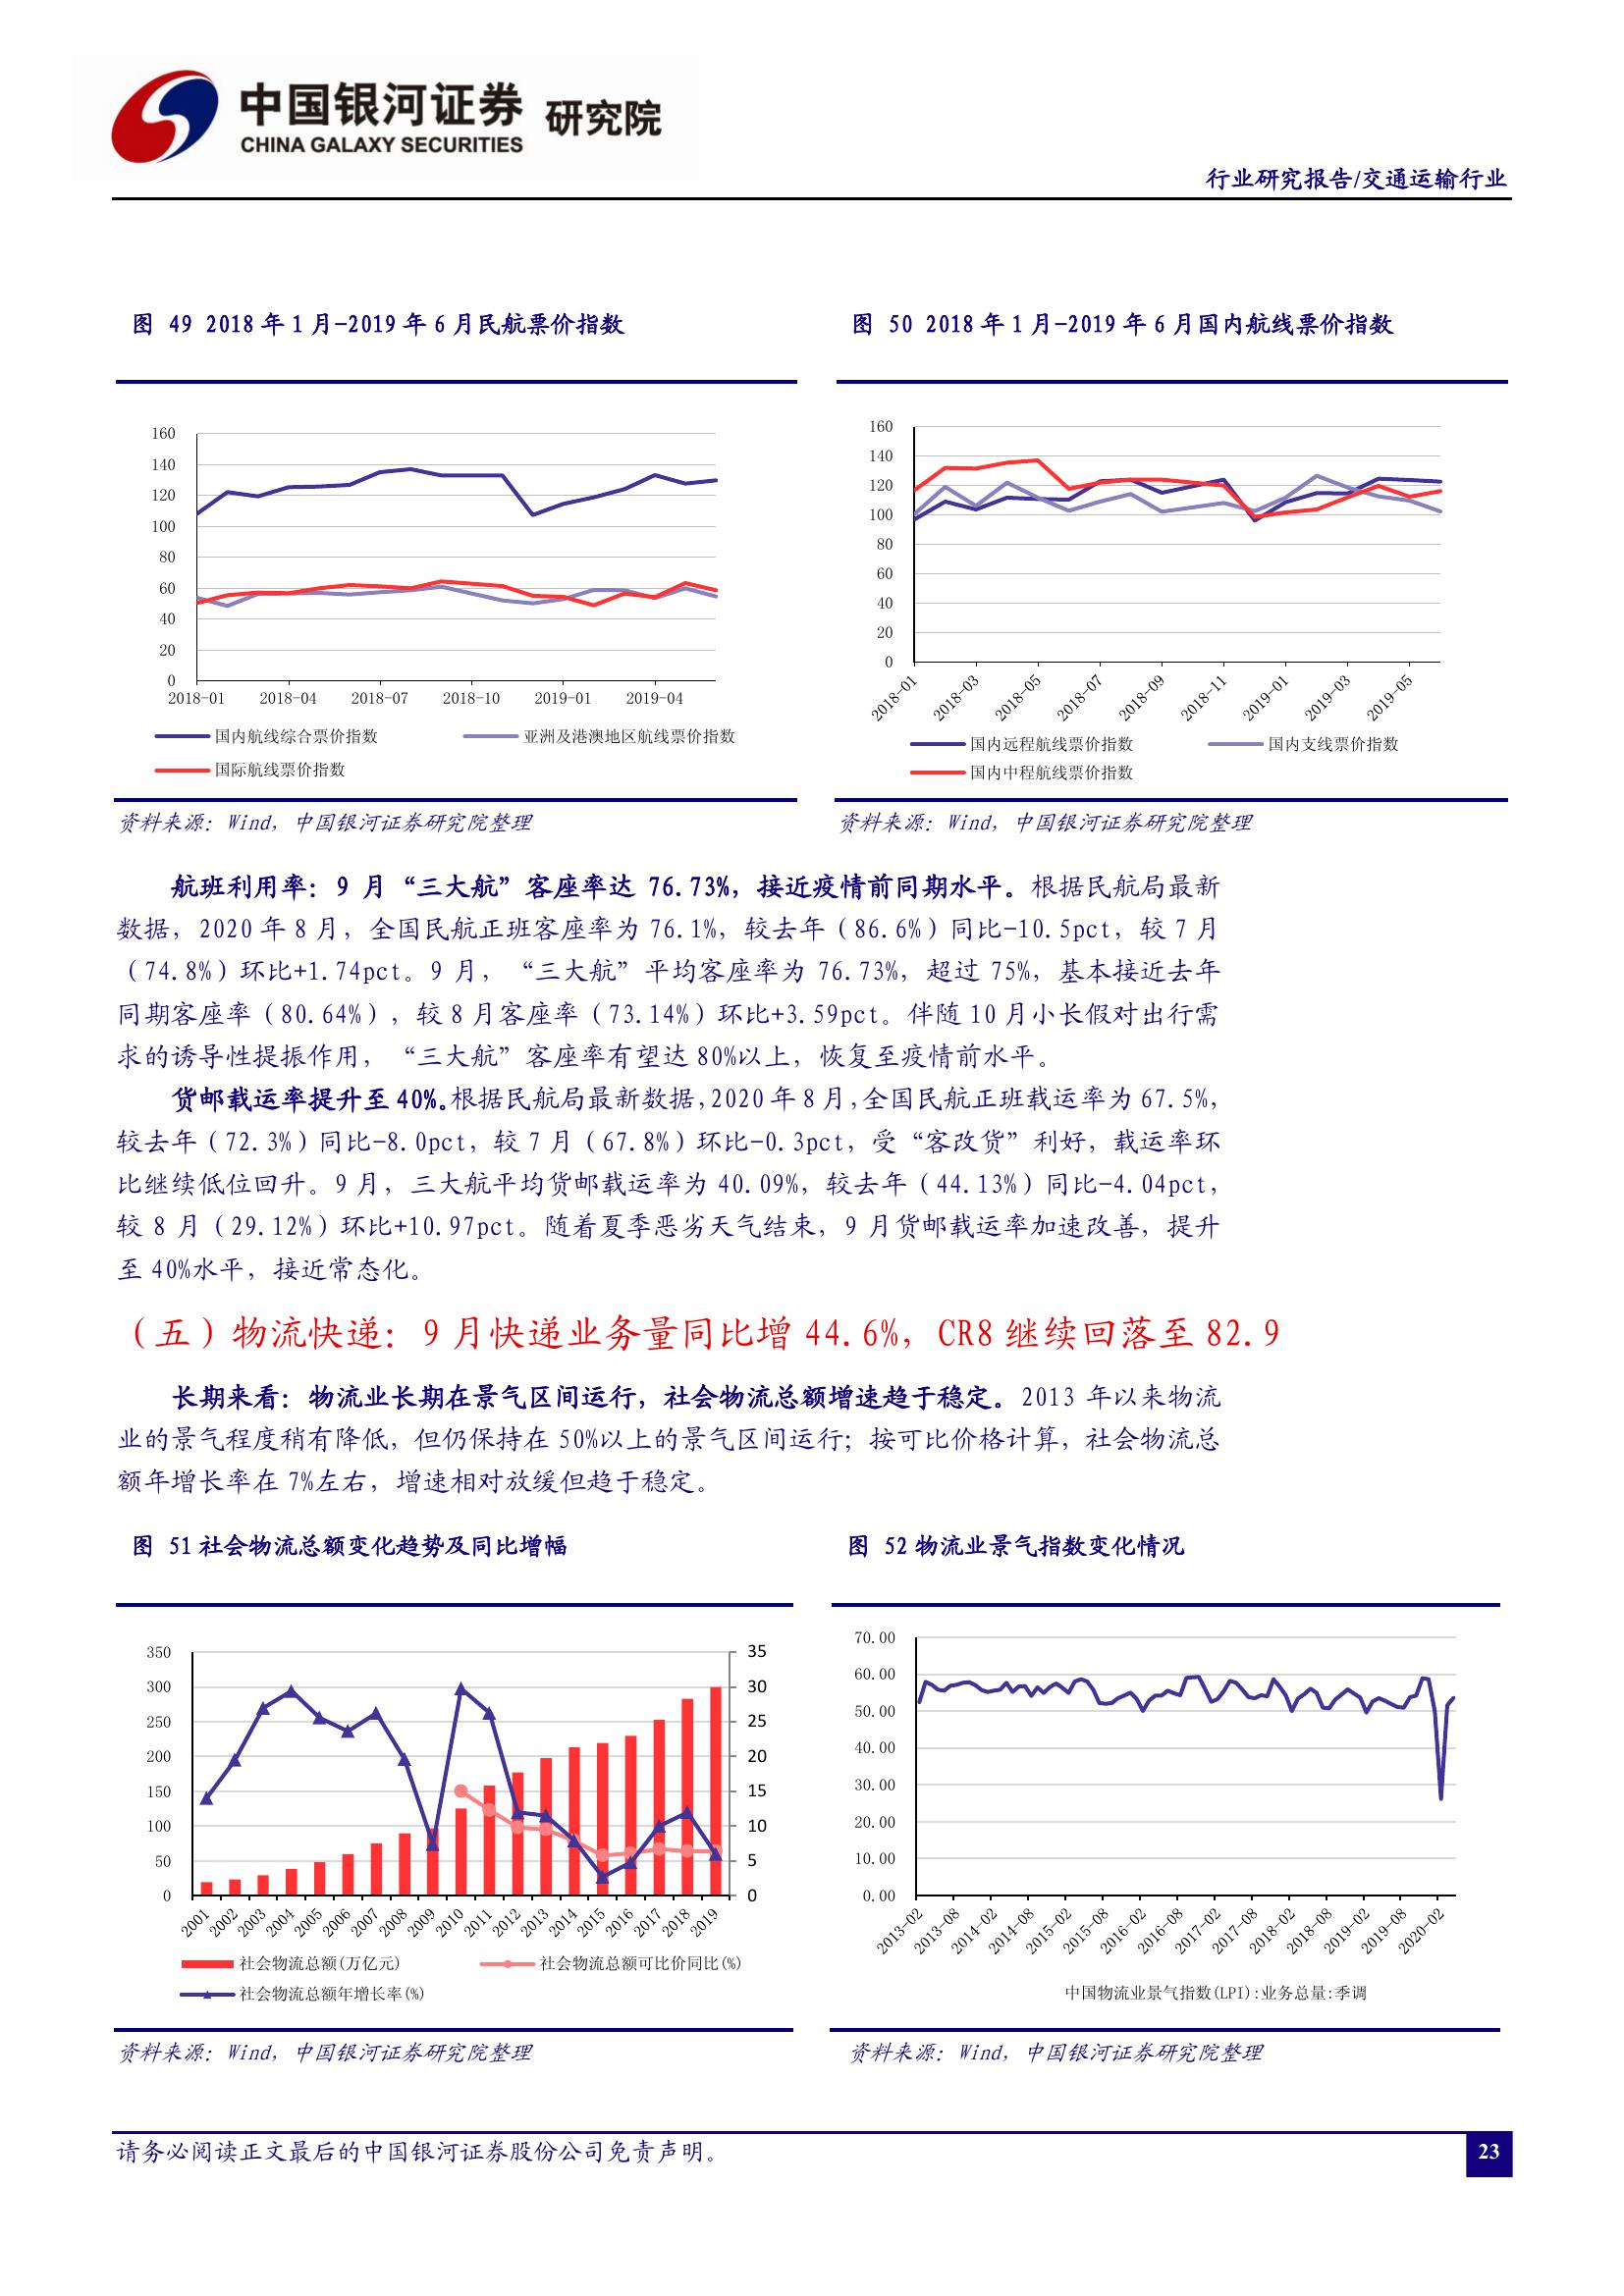 中国银河证券 研究院
CHINA GALAXY SECURITIES
行业研究报告/交通运输行业
图 49 2018 年 1 月-2019 年 6 月民航票价指数
160
140
120
100
80
60
40
20
0
2018-01 2018-04 2018-07 2018-10 2019-01 2019-04
国内航线综合票价指数 亚洲及港澳地区航线票价指数
国际航线票价指数
资料来源：Wind，中国银河证券研究院整理
图 50 2018 年 1 月-2019 年 6 月国内航线票价指数
160
140
120
100
80
60
40
20
0
2018-01 2018-03 2018-05 2018-07 2018-09 2018-11 2019-01 2019-03 2019-05
国内远程航线票价指数 国内支线票价指数
国内中程航线票价指数
资料来源：Wind，中国银河证券研究院整理
航班利用率：9 月“三大航”客座率达 76.73%，接近疫情前同期水平。根据民航局最新
数据，2020 年 8 月，全国民航正班客座率为 76.1%，较去年（86.6%）同比-10.5pct，较 7 月
（74.8%）环比+1.74pct。9 月，“三大航”平均客座率为 76.73%，超过 75%，基本接近去年
同期客座率（80.64%），较 8 月客座率（73.14%）环比+3.59pct。伴随 10 月小长假对出行需
求的诱导性提振作用，“三大航”客座率有望达 80%以上，恢复至疫情前水平。
货邮载运率提升至 40%。根据民航局最新数据，2020 年 8 月，全国民航正班载运率为 67.5%，
较去年（72.3%）同比-8.0pct，较 7 月（67.8%）环比-0.3pct，受“客改货”利好，载运率环
比继续低位回升。9 月，三大航平均货邮载运率为 40.09%，较去年（44.13%）同比-4.04pct，
较 8 月（29.12%）环比+10.97pct。随着夏季恶劣天气结束，9 月货邮载运率加速改善，提升
至 40%水平，接近常态化。
（五）物流快递：9 月快递业务量同比增 44.6%，CR8 继续回落至 82.9
长期来看：物流业长期在景气区间运行，社会物流总额增速趋于稳定。2013 年以来物流
业的景气程度稍有降低，但仍保持在 50%以上的景气区间运行；按可比价格计算，社会物流总
额年增长率在 7%左右，增速相对放缓但趋于稳定。
图 51 社会物流总额变化趋势及同比增幅
350
300
250
200
150
100
50
0
35
30
25
20
15
10
5
0
2001 2002 2003 2004 2005 2006 2007 2008 2009 2010 2011 2012 2013 2014 2015 2016 2017 2018 2019
社会物流总额(万亿元) 社会物流总额可比价同比(%)
社会物流总额年增长率(%)
资料来源：Wind，中国银河证券研究院整理
图 52 物流业景气指数变化情况
70.00
60.00
50.00
40.00
30.00
20.00
10.00
0.00
2013-02 2013-08 2014-02 2014-08 2015-02 2015-08 2016-02 2016-08 2017-02 2017-08 2018-02 2018-08 2019-02 2019-08 2020-02
中国物流业景气指数(LPI):业务总量:季调
资料来源：Wind，中国银河证券研究院整理
请务必阅读正文最后的中国银河证券股份公司免责声明。
23